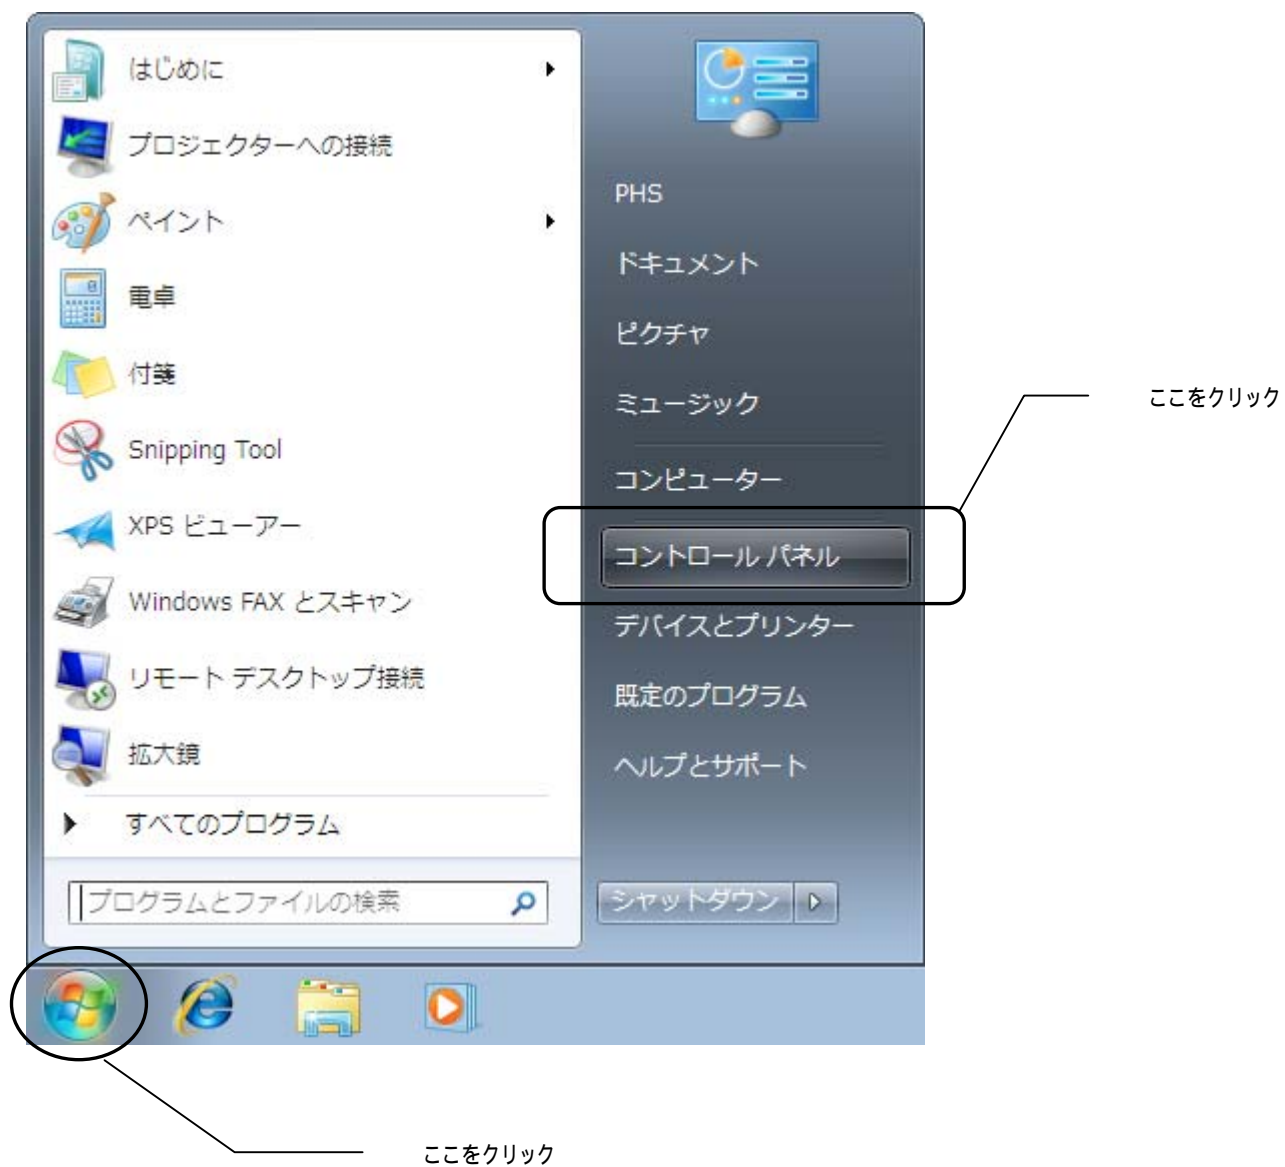 はじめに
プロジェクターへの接続
ペイント
電卓
付箋
Snipping Tool
XPS ビューアー
Windows FAX とスキャン
リモート デスクトップ接続
拡大鏡
すべてのプログラム
プログラムとファイルの検索
PHS
ドキュメント
ピクチャ
ミュージック
コンピューター
コントロール パネル
デバイスとプリンター
既定のプログラム
ヘルプとサポート
シャットダウン
ここをクリック
ここをクリック